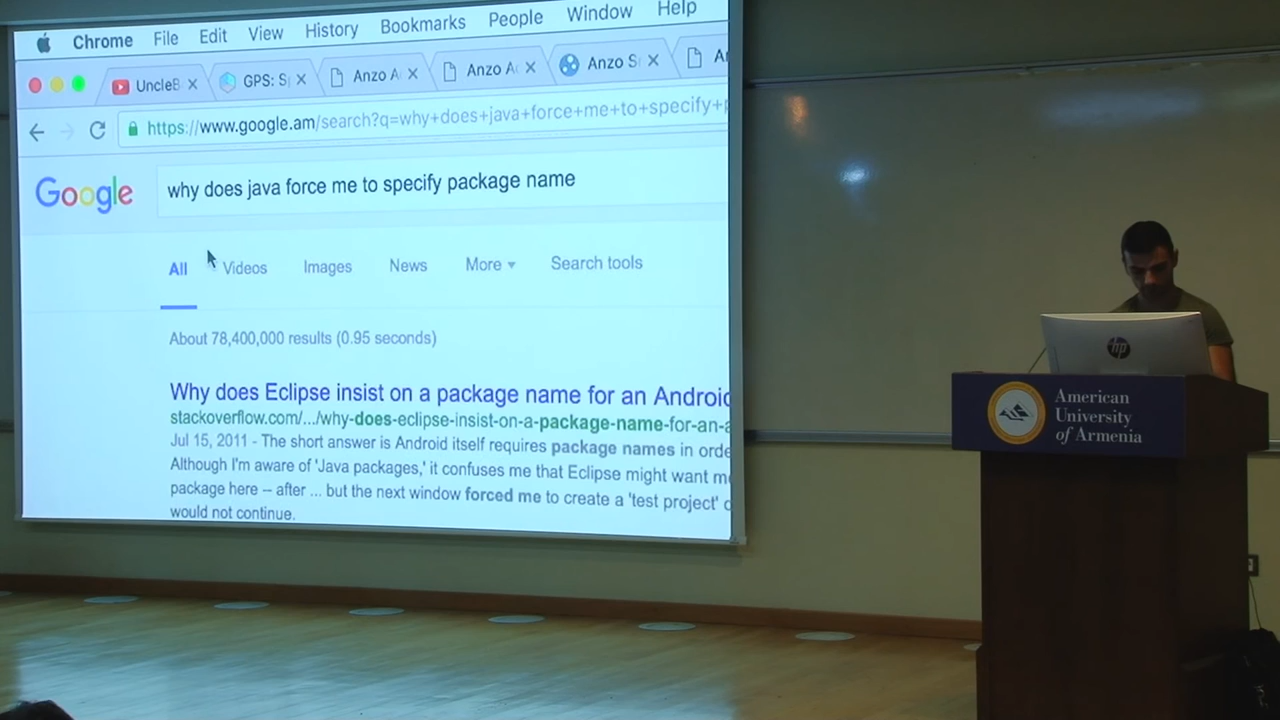 Chrome File Edit View History Bookmarks People Window Help
UncleB GPS: S Anzo A Anzo A Anzo S A
https://www.google.am/search?q=why+does+java+force+me+to+specify+
Google why does java force me to specify package name
All Videos Images News More Search tools
About 78,400,000 results (0.95 seconds)
Why does Eclipse insist on a package name for an Android
stackoverflow.com/.../why-does-eclipse-insist-on-a-package-name-for-an-a
Jul 15, 2011 - The short answer is Android itself requires package names in orde
Although I'm aware of 'Java packages,' it confuses me that Eclipse might want m
package here -- after ... but the next window forced me to create a 'test project'
would not continue.
hp
American
University
of Armenia